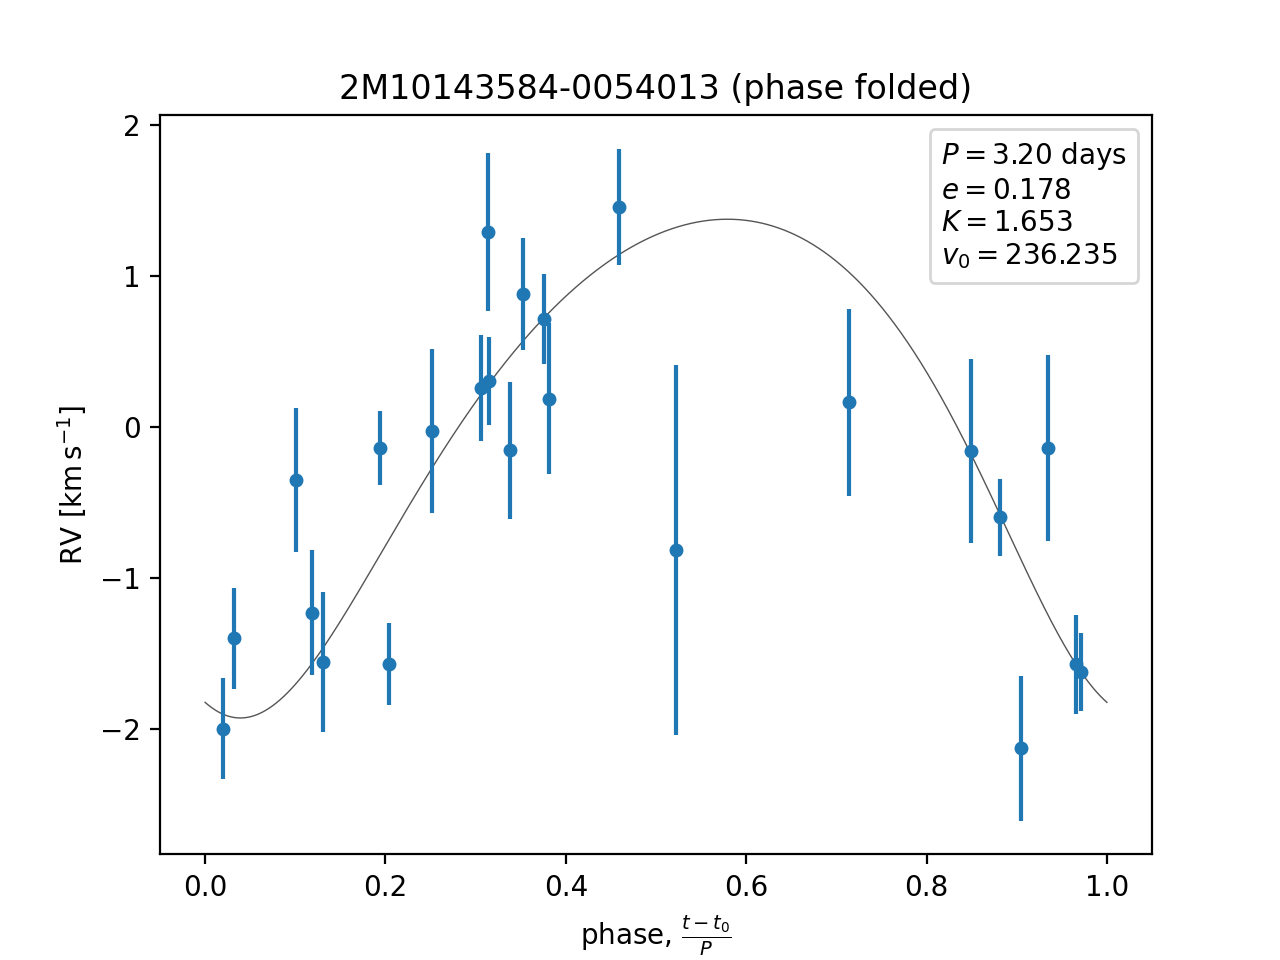 2M10143584-0054013 (phase folded)
P = 3.20 days
e = 0.178
K = 1.653
v₀ = 236.235
RV [km s⁻¹]
2
1
0
−1
−2
0.0 0.2 0.4 0.6 0.8 1.0
phase, (t − t₀)/P